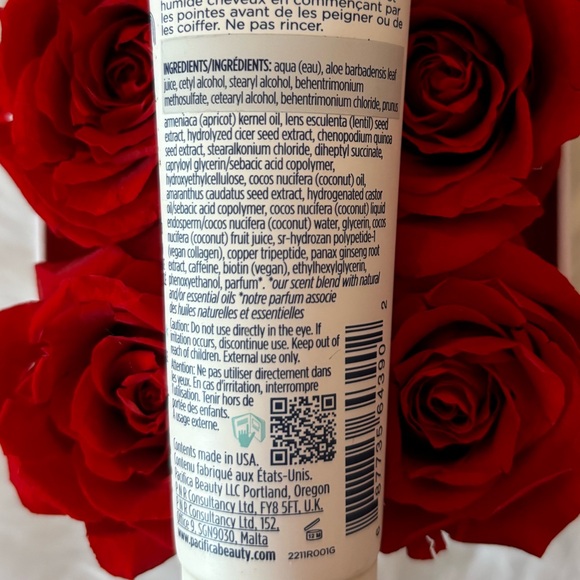 humide cheveux en commençant par
les pointes avant de les peigner ou de
les coiffer. Ne pas rincer.
INGREDIENTS/INGRÉDIENTS: aqua (eau), aloe barbadensis leaf
juice, cetyl alcohol, stearyl alcohol, behentrimonium
methosulfate, cetearyl alcohol, behentrimonium chloride, prunus
armeniaca (apricot) kernel oil, lens esculenta (lentil) seed
extract, hydrolyzed cicer seed extract, chenopodium quinoa
seed extract, stearalkonium chloride, diheptyl succinate,
capryloyl glycerin/sebacic acid copolymer,
hydroxyethylcellulose, cocos nucifera (coconut) oil,
amaranthus caudatus seed extract, hydrogenated castor
oil/sebacic acid copolymer, cocos nucifera (coconut) liquid
endosperm/cocos nucifera (coconut) water, glycerin, cocos
nucifera (coconut) fruit juice, sr-hydrozan polypetide-1
(vegan collagen), copper tripeptide, panax ginseng root
extract, caffeine, biotin (vegan), ethylhexylglycerin,
phenoxyethanol, parfum*. *our scent blend with natural
and/or essential oils *notre parfum associe
des huiles naturelles et essentielles
Caution: Do not use directly in the eye. If
irritation occurs, discontinue use. Keep out of
reach of children. External use only.
Attention: Ne pas utiliser directement dans
les yeux. En cas d'irritation, interrompre
l'utilisation. Tenir hors de
portée des enfants.
À usage externe.
Contents made in USA.
Contenu fabriqué aux États-Unis.
Pacifica Beauty LLC Portland, Oregon
P.N.R Consultancy Ltd, FY8 5FT, U.K.
P.N.R Consultancy Ltd, 152,
Office 9, SGN9030, Malta
www.pacificabeauty.com
12 M
2211R001G